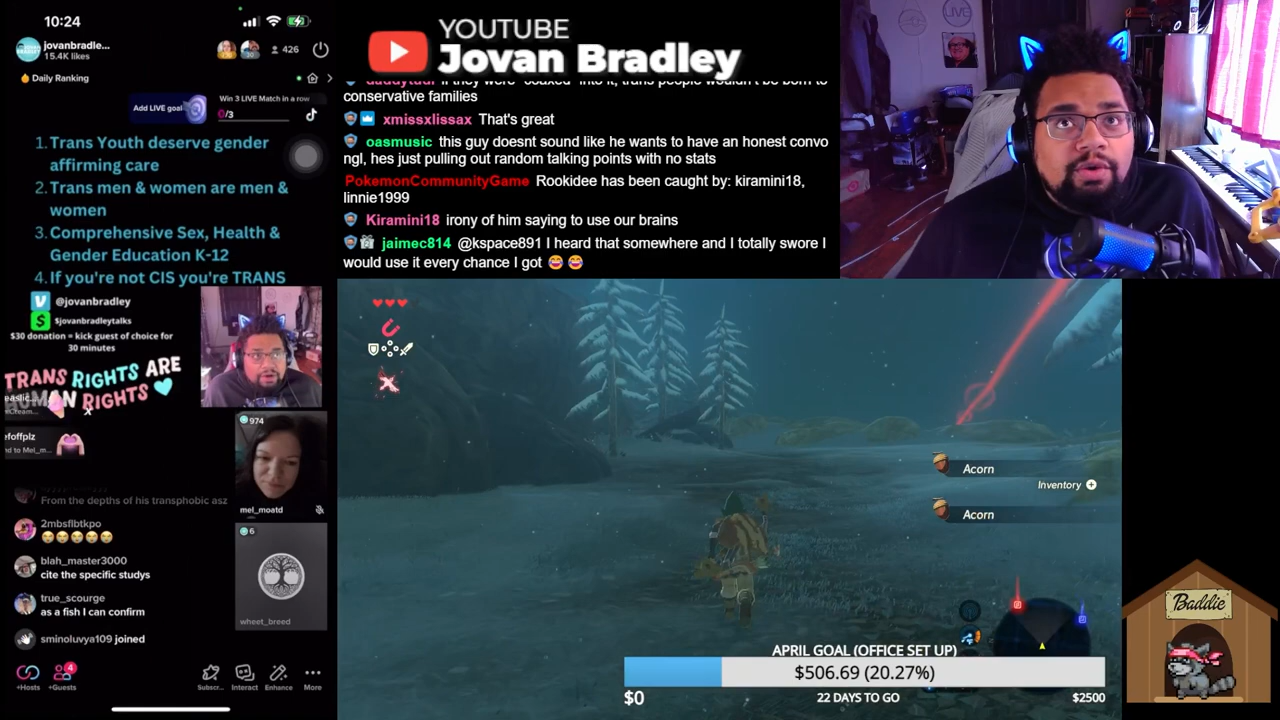 10:24
jovanbradle...
15.4K likes
30
426
Daily Ranking
Add LIVE goal
Win 3 LIVE Match in a row
0/3
1. Trans Youth deserve gender
affirming care
2. Trans men & women are men &
women
3. Comprehensive Sex, Health &
Gender Education K-12
4. If you're not CIS you're TRANS
@jovanbradley
$jovanbradleytalks
$30 donation = kick guest of choice for
30 minutes
TRANS RIGHTS ARE
HUMAN RIGHTS
974
mel_moatd
6
wheet_breed
From the depths of his transphobic asz
2mbsflbtkpo
blah_master3000
cite the specific studys
true_scourge
as a fish I can confirm
sminoluvya109 joined
+Hosts
4
+Guests
Subscr...
Interact
Enhance
More
YOUTUBE
Jovan Bradley
conservative families
xmissxlissax That's great
oasmusic this guy doesnt sound like he wants to have an honest convo
ngl, hes just pulling out random talking points with no stats
PokemonCommunityGame Rookidee has been caught by: kiramini18,
linnie1999
Kiramini18 irony of him saying to use our brains
jaimec814 @kspace891 I heard that somewhere and I totally swore I
would use it every chance I got 😂 😂
LIVE
Acorn
Inventory
Acorn
APRIL GOAL (OFFICE SET UP)
$506.69 (20.27%)
$0
22 DAYS TO GO
$2500
Baddie